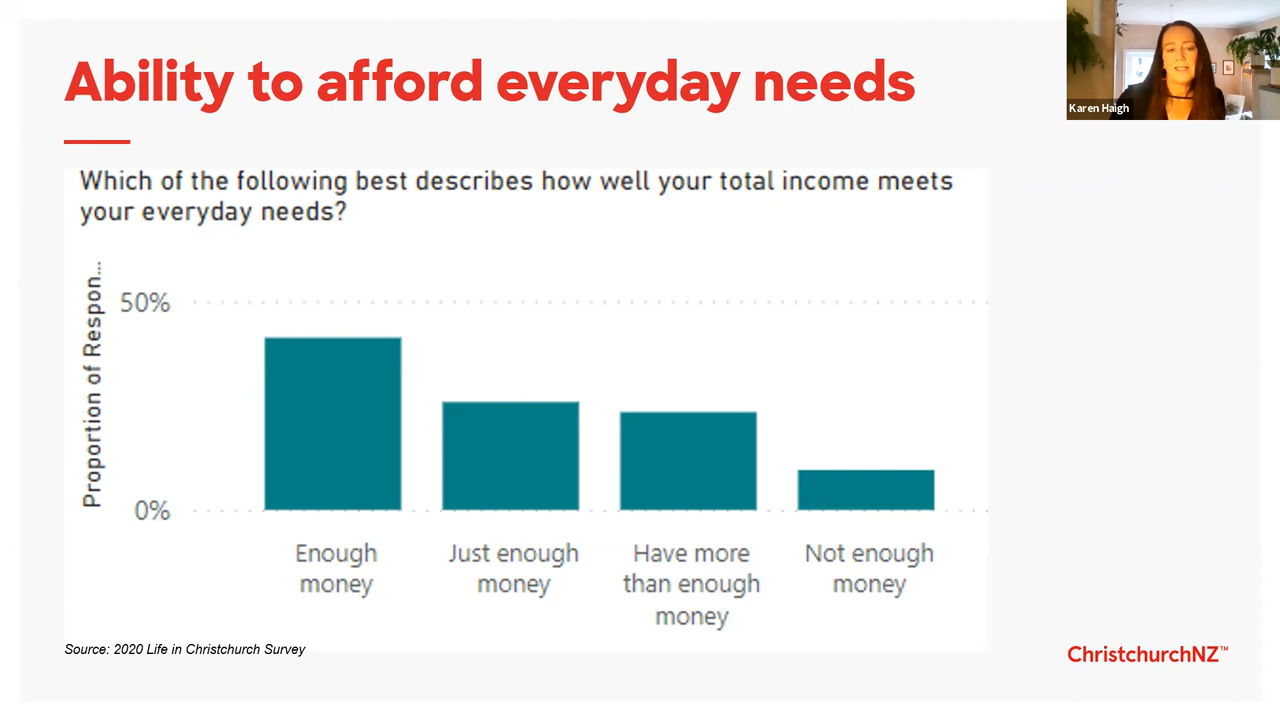 Ability to afford everyday needs
Karen Haigh
Which of the following best describes how well your total income meets
your everyday needs?
Proportion of Respon...
50%
0%
Enough
money
Just enough
money
Have more
than enough
money
Not enough
money
Source: 2020 Life in Christchurch Survey
ChristchurchNZ™